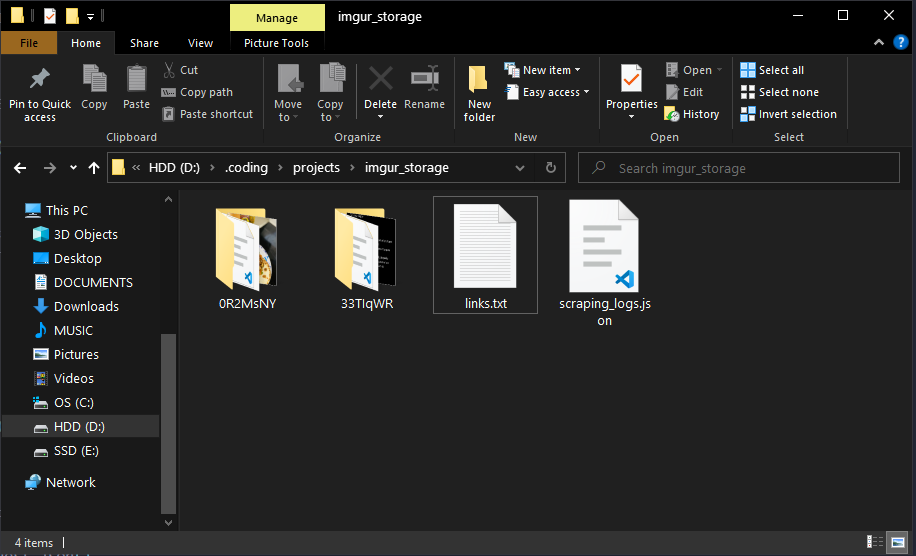 Manage
imgur_storage
File
Home
Share
View
Picture Tools
Pin to Quick access
Copy
Paste
Cut
Copy path
Paste shortcut
Clipboard
Move to
Copy to
Delete
Rename
Organize
New folder
New item
Easy access
New
Properties
Open
Edit
History
Open
Select all
Select none
Invert selection
Select
« HDD (D:) › .coding › projects › imgur_storage
Search imgur_storage
This PC
3D Objects
Desktop
DOCUMENTS
Downloads
MUSIC
Pictures
Videos
OS (C:)
HDD (D:)
SSD (E:)
Network
0R2MsNY
33TIqWR
links.txt
scraping_logs.js
on
4 items